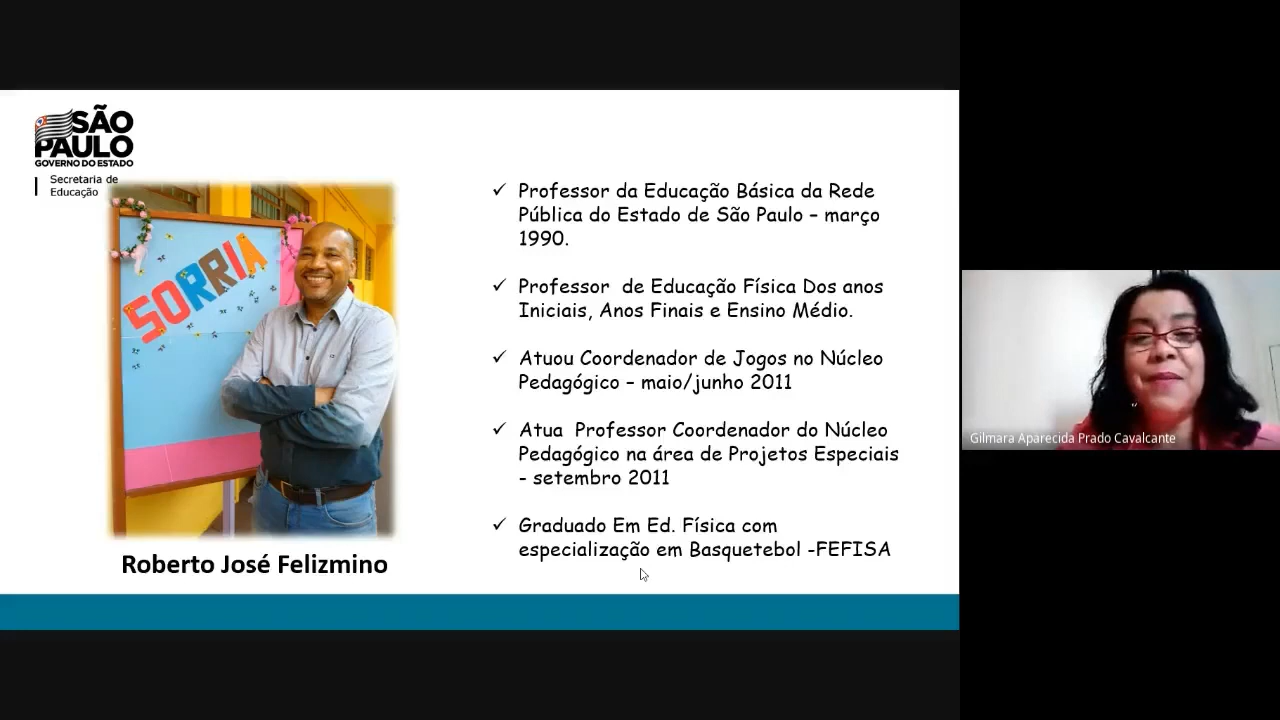 SÃO
PAULO
GOVERNO DO ESTADO
Secretaria de
Educação
SORRIA
Roberto José Felizmino
✓ Professor da Educação Básica da Rede
Pública do Estado de São Paulo – março
1990.
✓ Professor  de Educação Física Dos anos
Iniciais, Anos Finais e Ensino Médio.
✓ Atuou Coordenador de Jogos no Núcleo
Pedagógico – maio/junho 2011
✓ Atua  Professor Coordenador do Núcleo
Pedagógico na área de Projetos Especiais
- setembro 2011
✓ Graduado Em Ed. Física com
especialização em Basquetebol -FEFISA
Gilmara Aparecida Prado Cavalcante